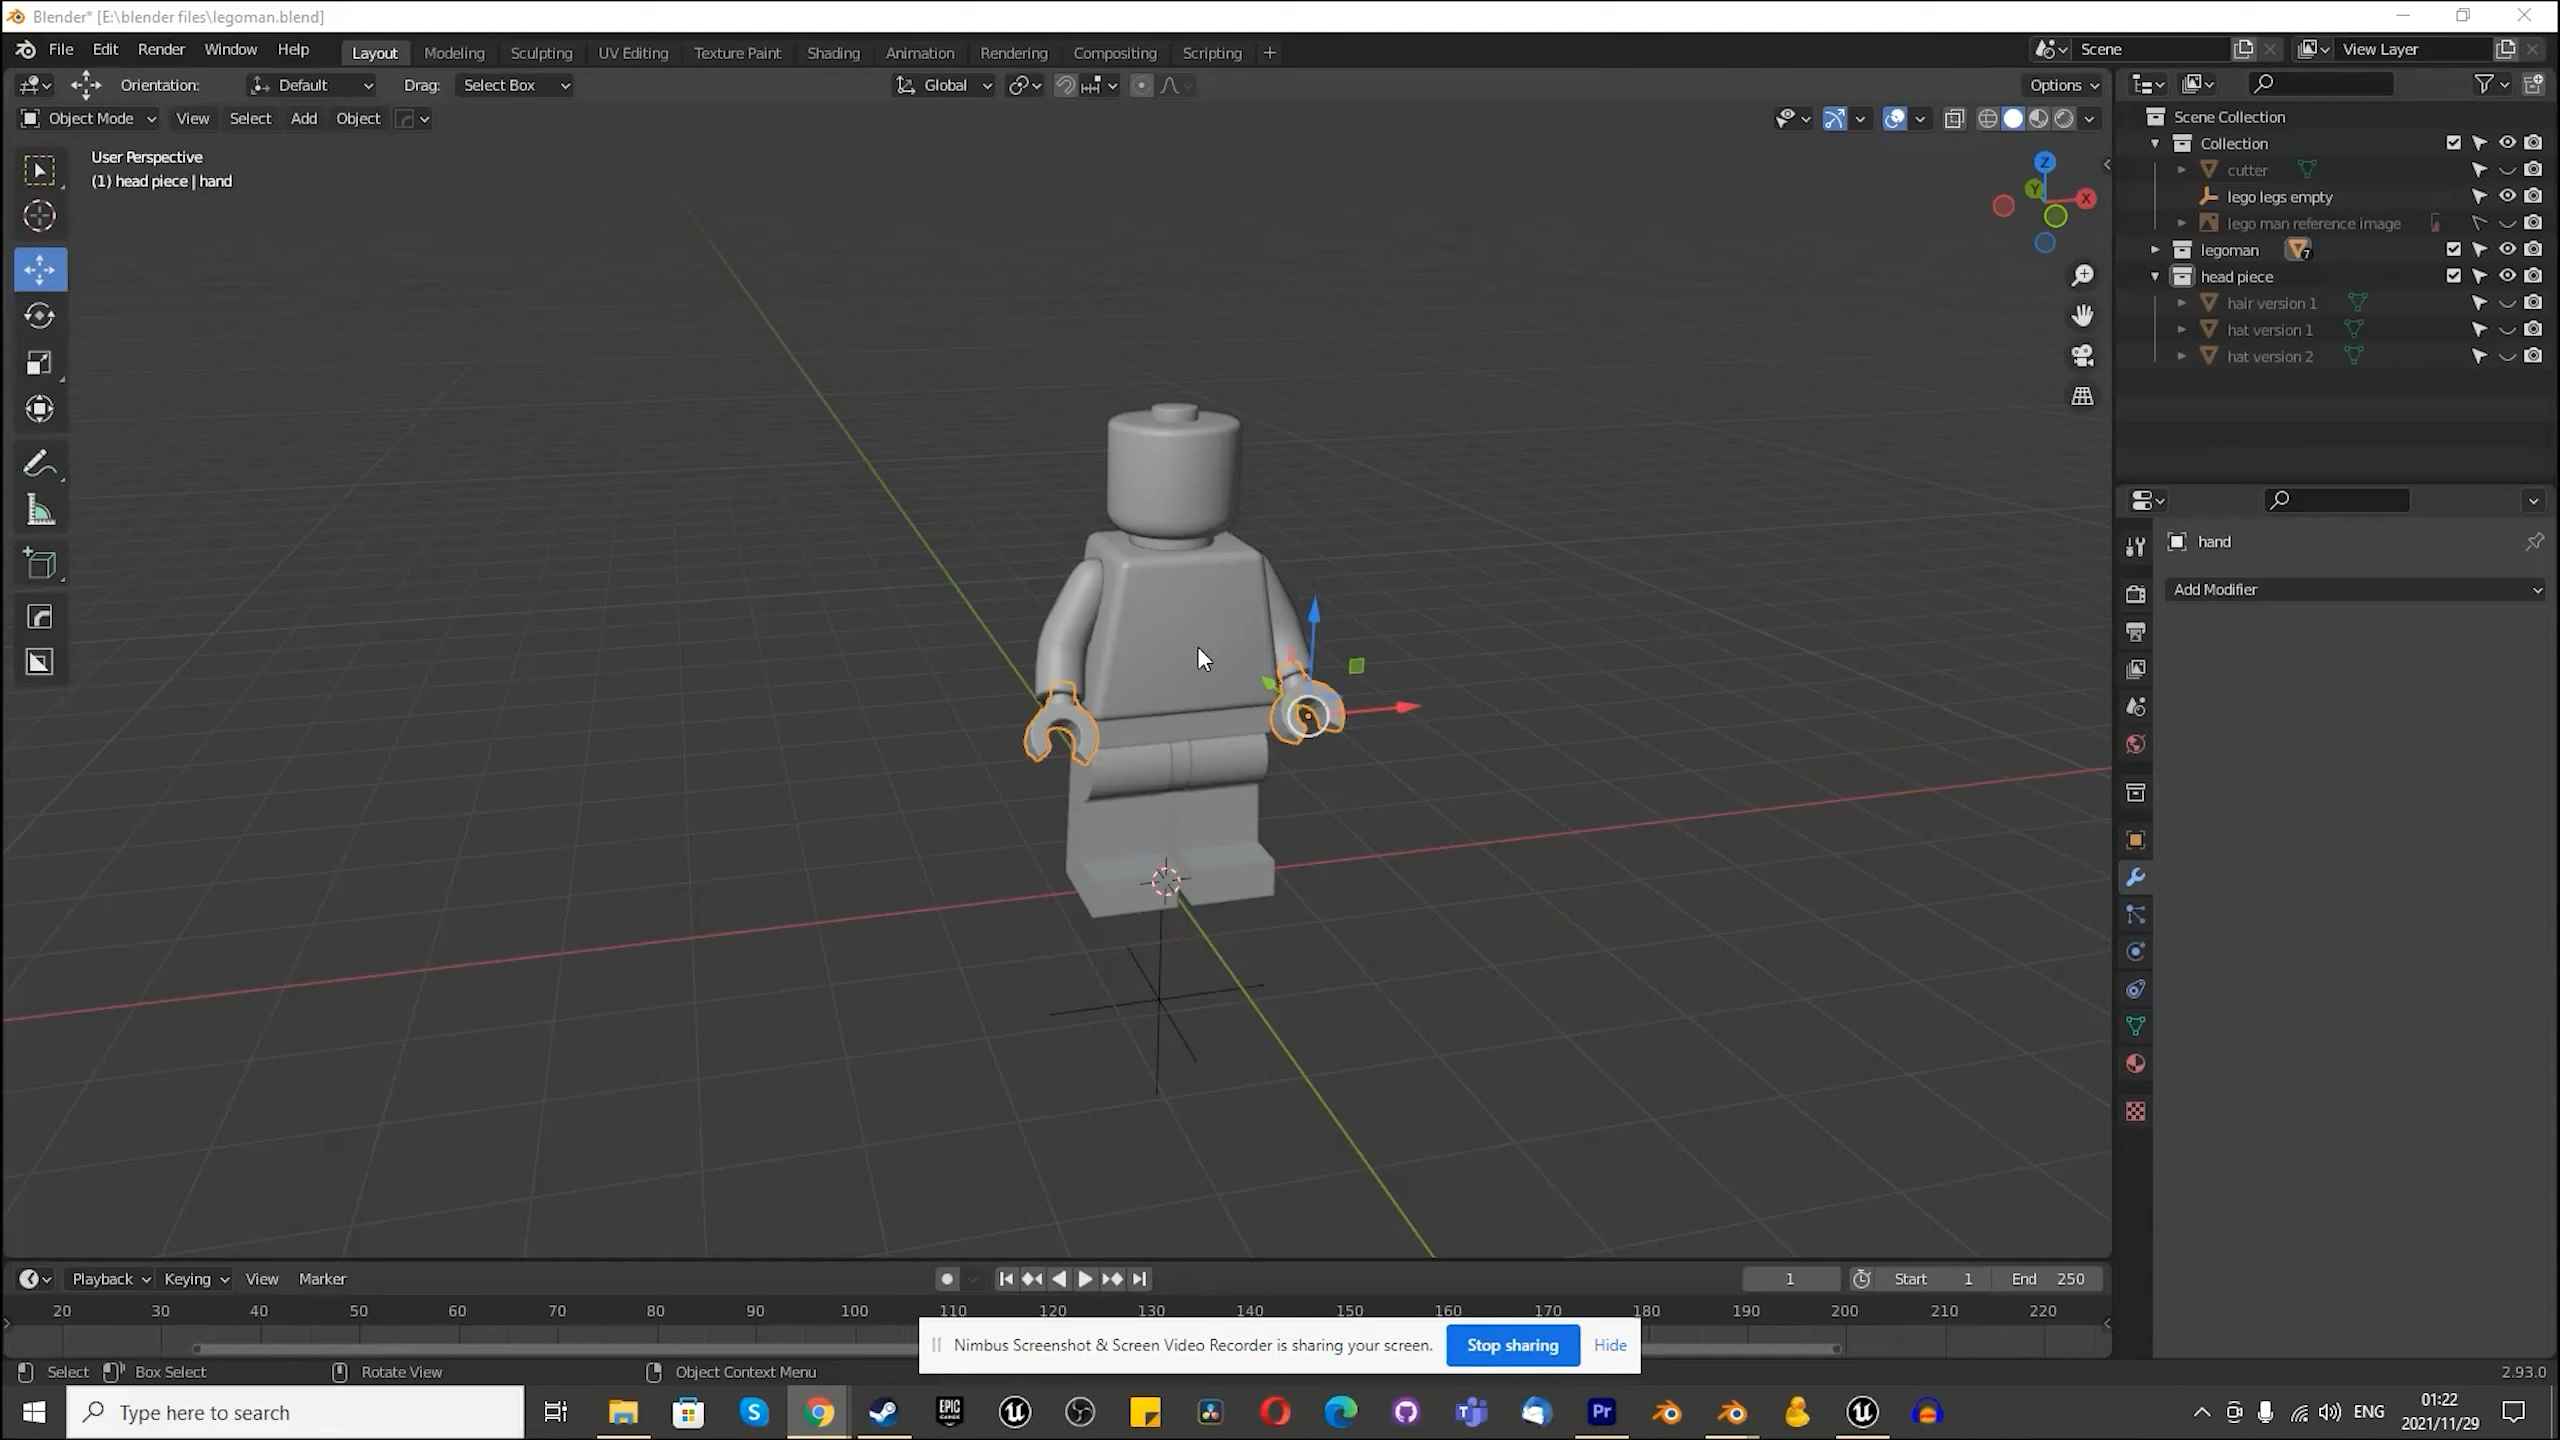 Blender* [E:\blender files\legoman.blend]
File Edit Render Window Help Layout Modeling Sculpting UV Editing Texture Paint Shading Animation Rendering Compositing Scripting + Scene View Layer
Orientation: Default Drag: Select Box Global Options
Object Mode View Select Add Object
User Perspective
(1) head piece | hand
Z
Y
X
Scene Collection
Collection
cutter
lego legs empty
lego man reference image
legoman 7
head piece
hair version 1
hat version 1
hat version 2
hand
Add Modifier
Playback Keying View Marker 1 Start 1 End 250
20 30 40 50 60 70 80 90 100 110 120 130 140 150 160 170 180 190 200 210 220
Nimbus Screenshot & Screen Video Recorder is sharing your screen. Stop sharing Hide
Select Box Select Rotate View Object Context Menu 2.93.0
Type here to search
EPIC GAMES
Pr
ENG
01:22
2021/11/29